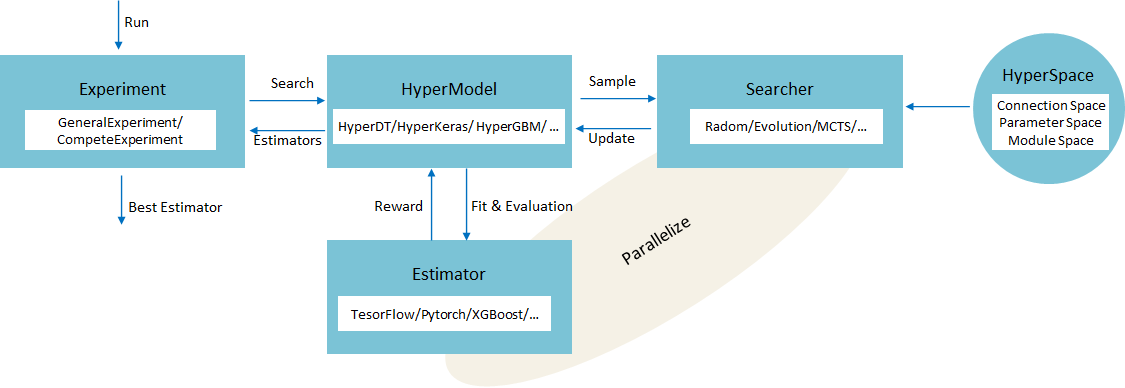 Run
Experiment
GeneralExperiment/
CompeteExperiment
Search
Estimators
Best Estimator
HyperModel
HyperDT/HyperKeras/ HyperGBM/ ...
Sample
Update
Searcher
Radom/Evolution/MCTS/...
HyperSpace
Connection Space
Parameter Space
Module Space
Reward
Fit & Evaluation
Parallelize
Estimator
TesorFlow/Pytorch/XGBoost/...